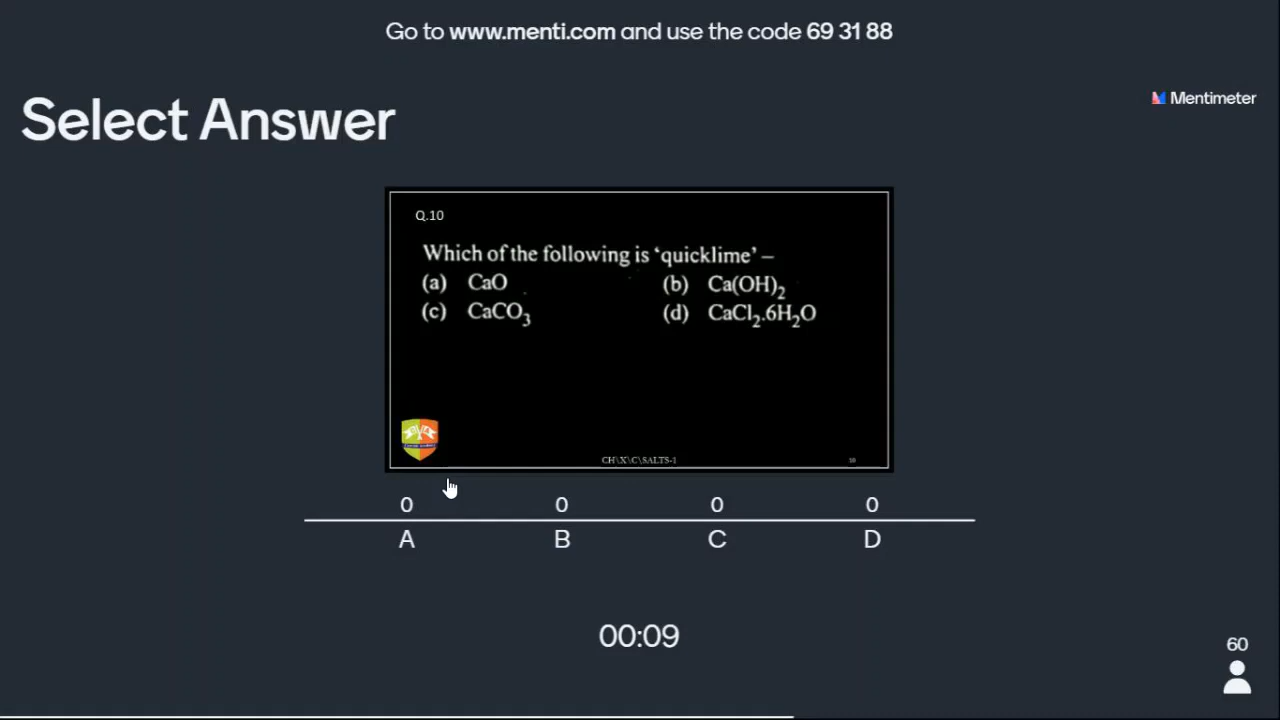 Go to www.menti.com and use the code 69 31 88
Select Answer
Mentimeter
Q.10
Which of the following is ‘quicklime’ –
(a) CaO (b) Ca(OH)₂
(c) CaCO₃ (d) CaCl₂.6H₂O
CH\X\C\SALTS-1 10
0 0 0 0
A B C D
00:09
60